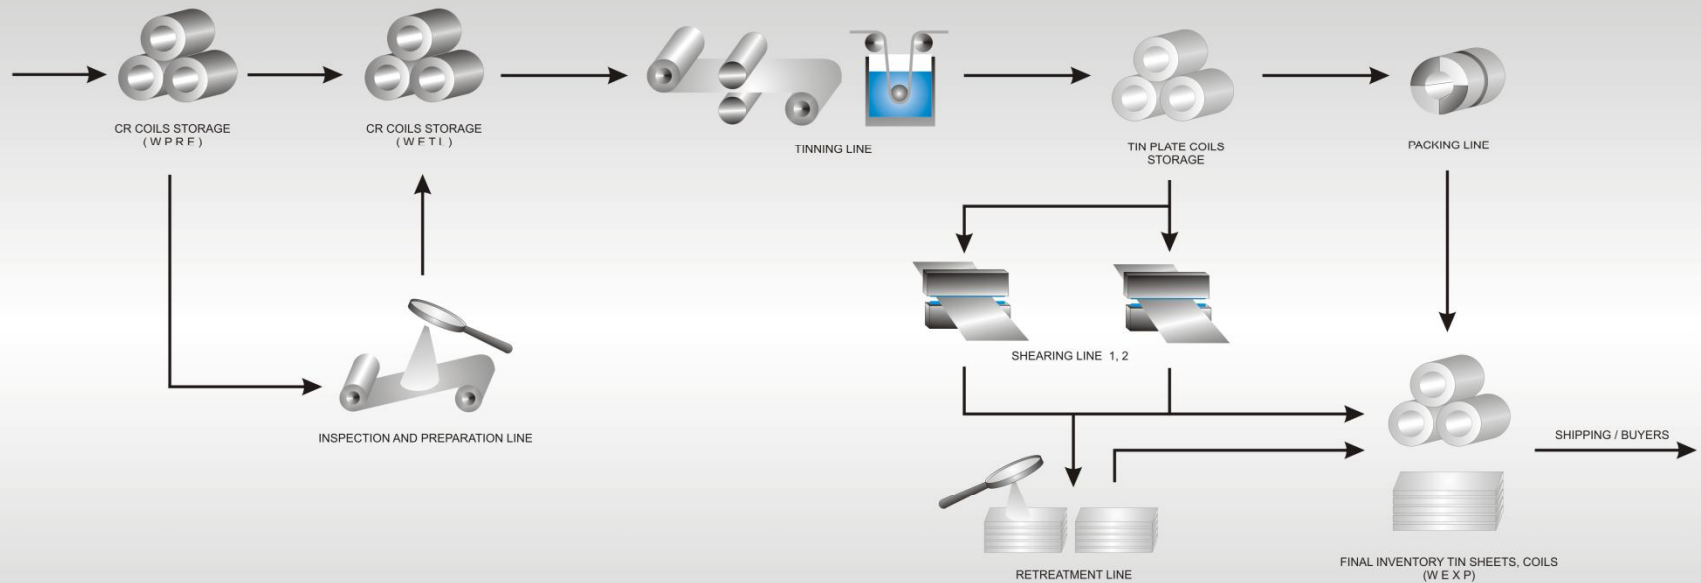 CR COILS STORAGE
( W P R E )
CR COILS STORAGE
( W E T L )
TINNING LINE
TIN PLATE COILS
STORAGE
PACKING LINE
SHEARING LINE 1, 2
INSPECTION AND PREPARATION LINE
SHIPPING / BUYERS
RETREATMENT LINE
FINAL INVENTORY TIN SHEETS, COILS
(W E X P)